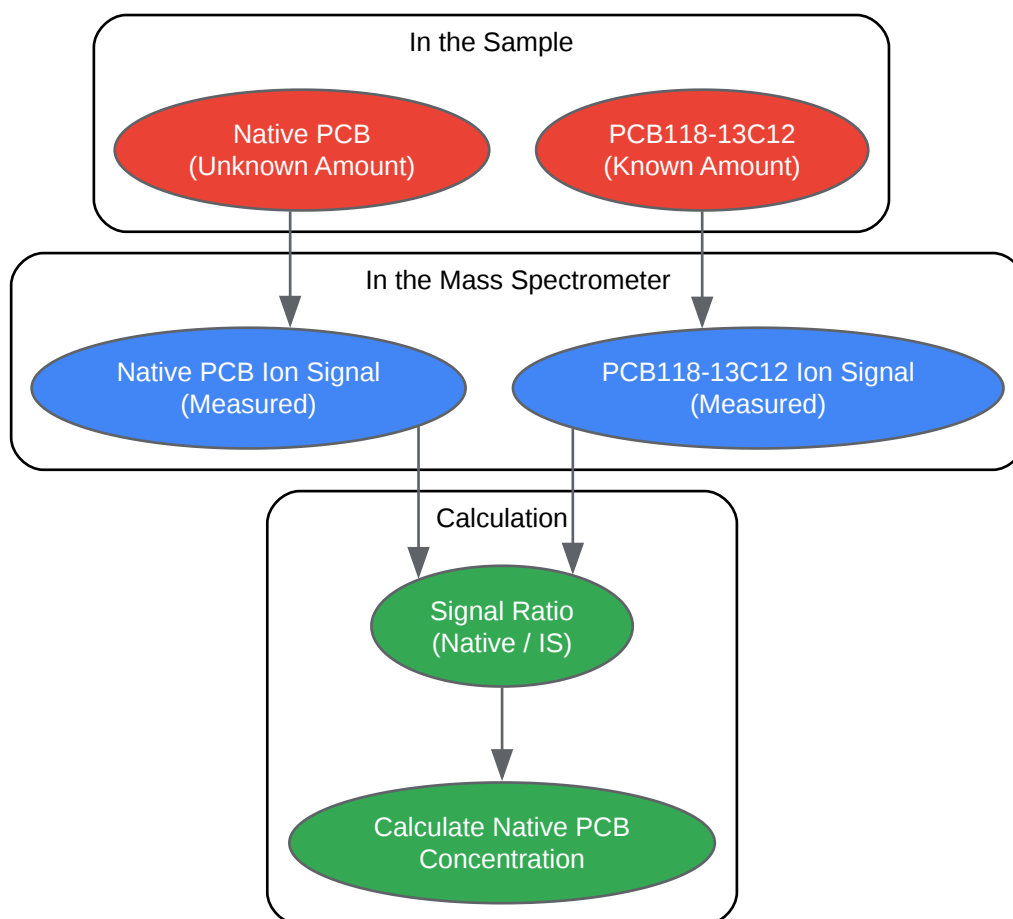 In the Sample
Native PCB
(Unknown Amount)
PCB118-13C12
(Known Amount)
In the Mass Spectrometer
Native PCB Ion Signal
(Measured)
PCB118-13C12 Ion Signal
(Measured)
Calculation
Signal Ratio
(Native / IS)
Calculate Native PCB
Concentration